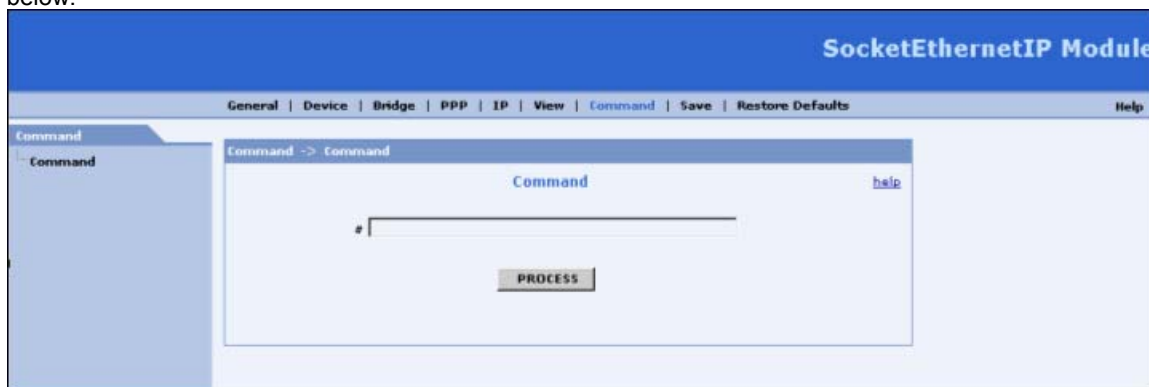 below.
SocketEthernetIP Module
General | Device | Bridge | PPP | IP | View | Command | Save | Restore Defaults
Help
Command
Command
Command -> Command
Command
help
#
PROCESS